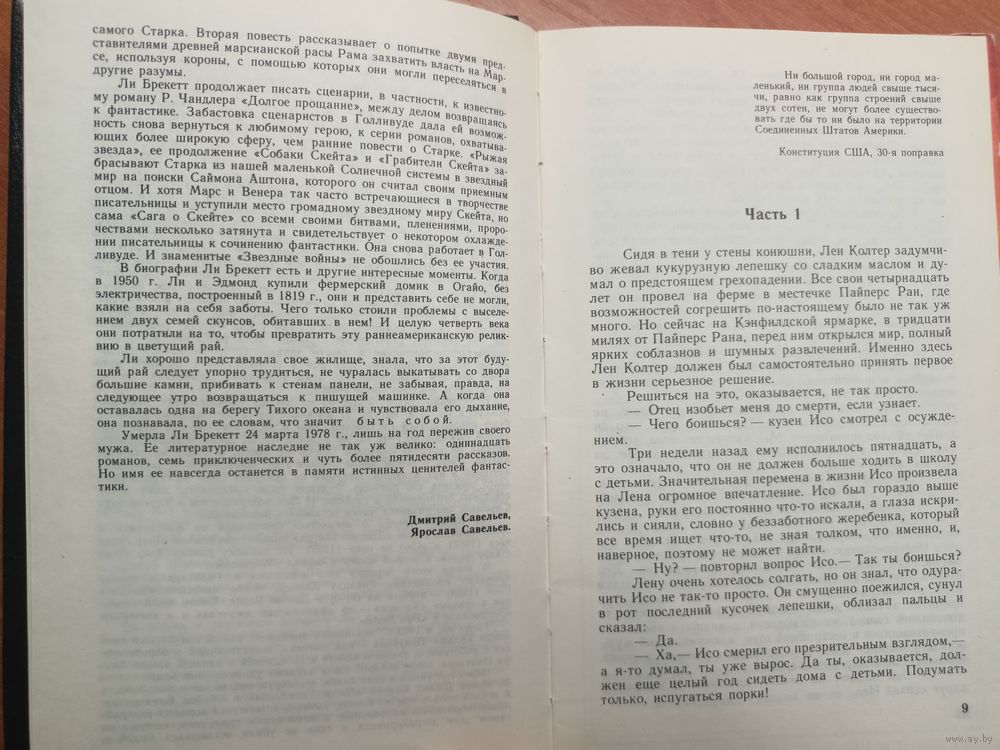 самого Старка. Вторая повесть рассказывает о попытке двумя пред-
ставителями древней марсианской расы Рама захватить власть на Мар-
се, используя короны, с помощью которых они могли переселяться в
другие разумы.
Ли Брекетт продолжает писать сценарии, в частности, к известно-
му роману Р. Чандлера «Долгое прощание», между делом возвращаясь
к фантастике. Забастовка сценаристов в Голливуде дала ей возмож-
ность снова вернуться к любимому герою, к серии романов, охватыва-
ющих более широкую сферу, чем ранние повести о Старке. «Рыжая
звезда», ее продолжение «Собаки Скейта» и «Грабители Скейта» за-
брасывают Старка из нашей маленькой Солнечной системы в звездный
мир на поиски Саймона Аштона, которого он считал своим приемным
отцом. И хотя Марс и Венера так часто встречающиеся в творчестве
писательницы и уступили место громадному звездному миру Скейта, но
сама «Сага о Скейте» со всеми своими битвами, пленениями, проро-
чествами несколько затянута и свидетельствует о некотором охлажде-
нии писательницы к сочинению фантастики. Она снова работает в Гол-
ливуде. И знаменитые «Звездные войны» не обошлись без ее участия.
В биографии Ли Брекетт есть и другие интересные моменты. Когда
в 1950 г. Ли и Эдмонд купили фермерский домик в Огайо, без
электричества, построенный в 1819 г., они и представить себе не могли,
какие взяли на себя заботы. Чего только стоили проблемы с выселе-
нием двух семей скунсов, обитавших в нем! И целую четверть века
они потратили на то, чтобы превратить эту раннеамериканскую релик-
вию в цветущий рай.
Ли хорошо представляла свое жилище, знала, что за этот буду-
щий рай следует упорно трудиться, не чуралась выкатывать со двора
большие камни, прибивать к стенам панели, не забывая, правда, на
следующее утро возвращаться к пишущей машинке. А когда она
оставалась одна на берегу Тихого океана и чувствовала его дыхание,
она познавала, по ее словам, что значит быть собой.
Умерла Ли Брекетт 24 марта 1978 г., лишь на год пережив своего
мужа. Ее литературное наследие не так уж велико: одиннадцать
романов, семь приключенческих и чуть более пятидесяти рассказов.
Но имя ее навсегда останется в памяти истинных ценителей фантас-
тики.
Дмитрий Савельев,
Ярослав Савельев.
Ни большой город, ни город ма-
ленький, ни группа людей свыше тыся-
чи, равно как группа строений свыше
двух сотен, не могут более существо-
вать где бы то ни было на территории
Соединенных Штатов Америки.
Конституция США, 30-я поправка
Часть 1
Сидя в тени у стены конюшни, Лен Колтер задумчи-
во жевал кукурузную лепешку со сладким маслом и ду-
мал о предстоящем грехопадении. Все свои четырнадцать
лет он провел на ферме в местечке Пайперс Ран, где
возможностей согрешить по-настоящему было не так уж
много. Но сейчас на Кэнфилдской ярмарке, в тридцати
милях от Пайперс Рана, перед ним открылся мир, полный
ярких соблазнов и шумных развлечений. Именно здесь
Лен Колтер должен был самостоятельно принять первое
в жизни серьезное решение.
Решиться на это, оказывается, не так просто.
— Отец изобьет меня до смерти, если узнает.
— Чего боишься? — кузен Исо смотрел с осужде-
нием.
Три недели назад ему исполнилось пятнадцать, а
это означало, что он не должен больше ходить в школу
с детьми. Значительная перемена в жизни Исо произвела
на Лена огромное впечатление. Исо был гораздо выше
кузена, руки его постоянно что-то искали, а глаза искри-
лись и сияли, словно у беззаботного жеребенка, который
все время ищет что-то, не зная толком, что именно, и,
наверное, поэтому не может найти.
— Ну? — повторил вопрос Исо.— Так ты боишься?
Лену очень хотелось солгать, но он знал, что одура-
чить Исо не так-то просто. Он смущенно поежился, сунул
в рот последний кусочек лепешки, облизал пальцы и
сказал:
— Да.
— Ха,— Исо смерил его презрительным взглядом,—
а я-то думал, ты уже вырос. Да ты, оказывается, дол-
жен еще целый год сидеть дома с детьми. Подумать
только, испугаться порки!
9
www.ay.by